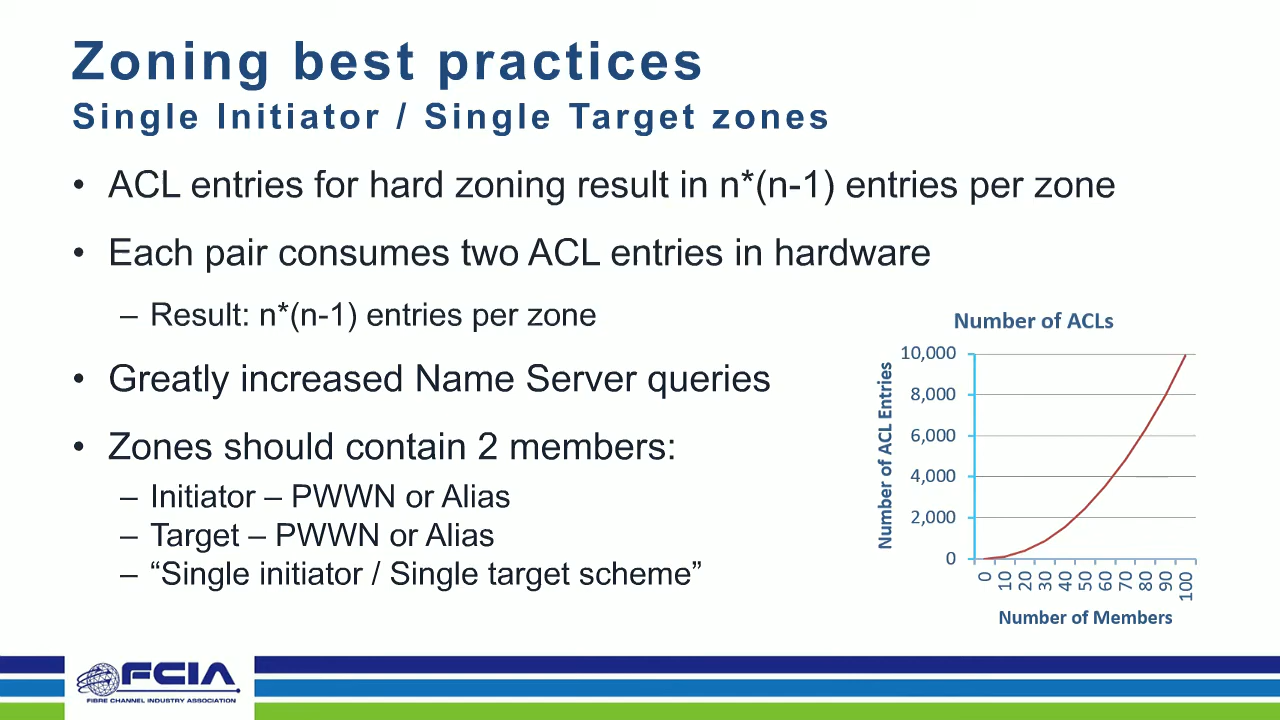 Zoning best practices
Single Initiator / Single Target zones
• ACL entries for hard zoning result in n*(n-1) entries per zone
• Each pair consumes two ACL entries in hardware
– Result: n*(n-1) entries per zone
• Greatly increased Name Server queries
• Zones should contain 2 members:
– Initiator – PWWN or Alias
– Target – PWWN or Alias
– “Single initiator / Single target scheme”
Number of ACLs
Number of ACL Entries
10,000
8,000
6,000
4,000
2,000
0
0 10 20 30 40 50 60 70 80 90 100
Number of Members
FCIA
FIBRE CHANNEL INDUSTRY ASSOCIATION